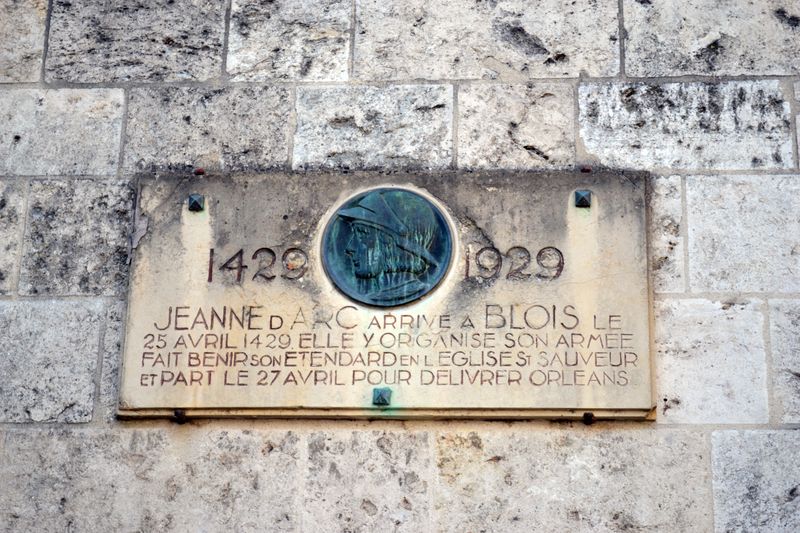 1429 1929
JEANNE D ARC ARRIVE A BLOIS LE
25 AVRIL 1429 ELLE Y ORGANISE SON ARMEE
FAIT BENIR SON ETENDARD EN L EGLISE ST SAUVEUR
ET PART LE 27 AVRIL POUR DELIVRER ORLEANS